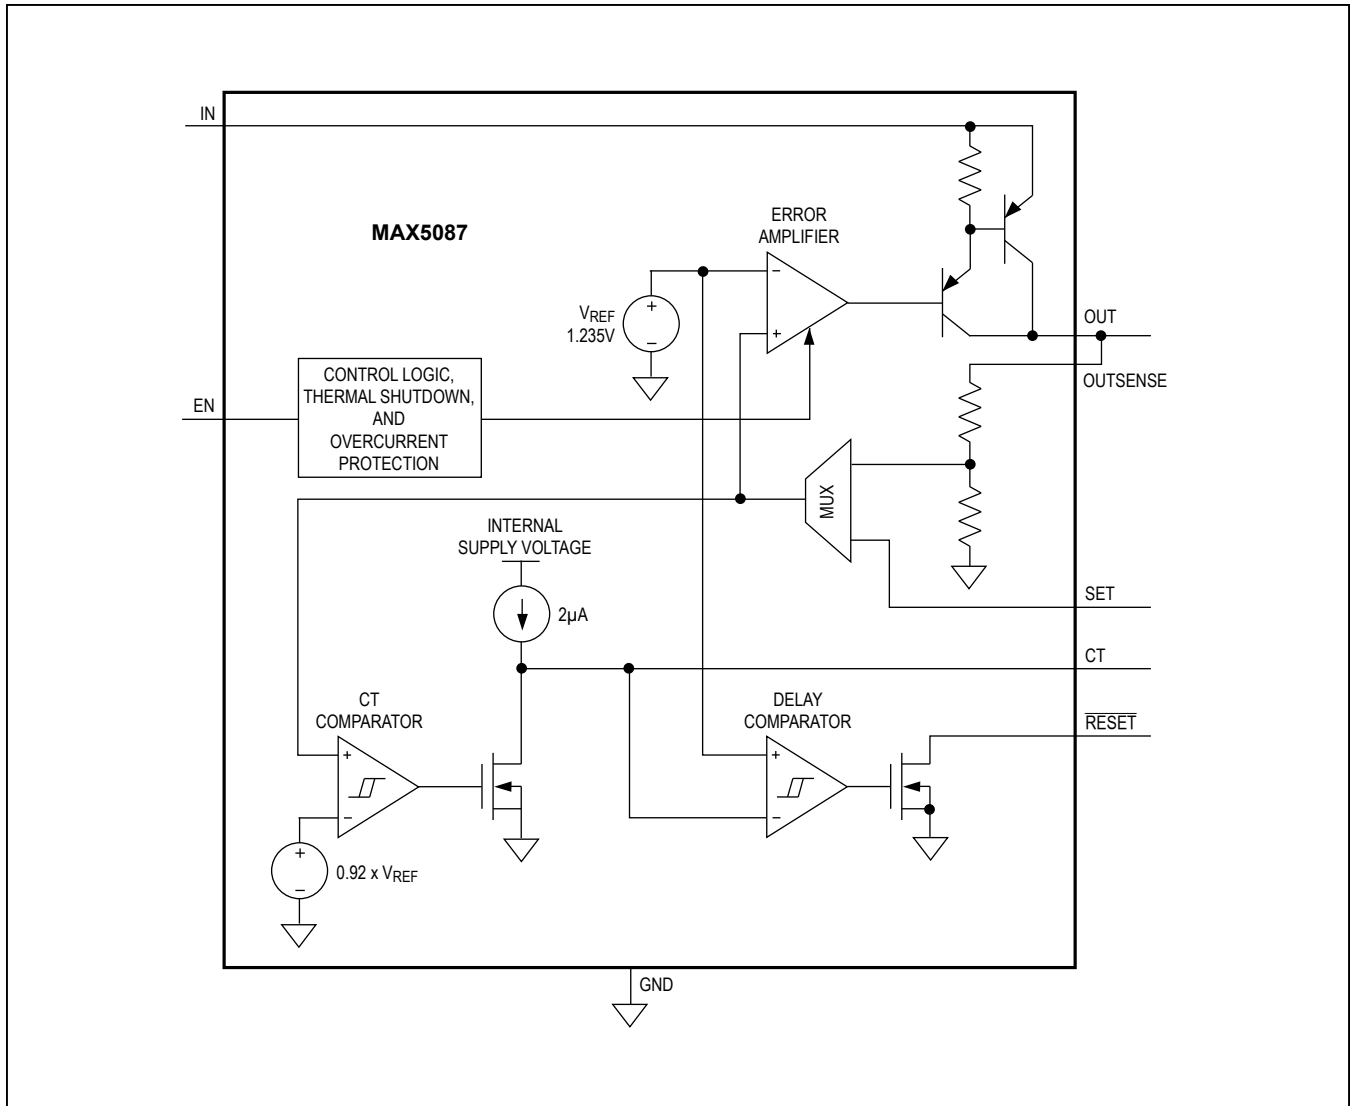 IN
MAX5087
ERROR
AMPLIFIER
−
+
VREF
1.235V
+
−
OUT
OUTSENSE
CONTROL LOGIC,
THERMAL SHUTDOWN,
AND
OVERCURRENT
PROTECTION
EN
MUX
INTERNAL
SUPPLY VOLTAGE
2µA
SET
CT
CT
COMPARATOR
+
−
DELAY
COMPARATOR
+
−
RESET
+
−
0.92 x VREF
GND